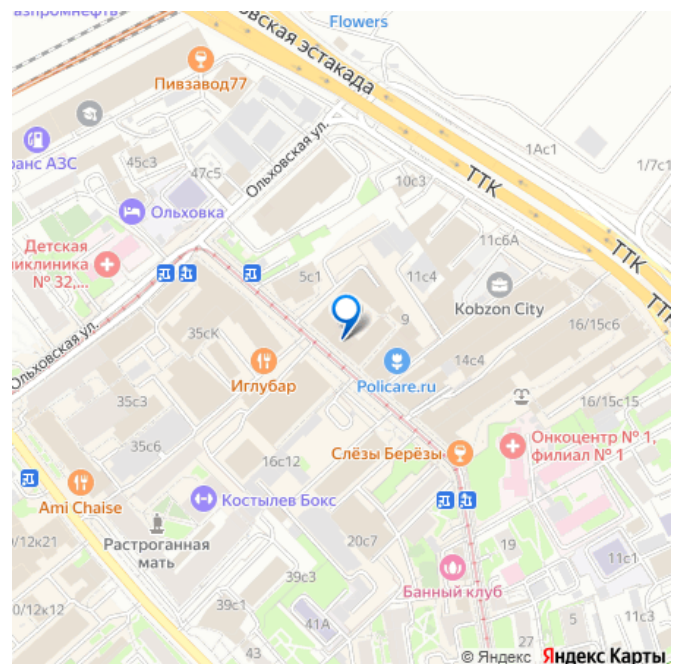 азпромнефть
Flowers
овская эстакада
Пивзавод77
ТТК
1Ас1
1/7с1
ранс АЗС
45с3
47с5
Ольховская ул.
10с3
Ольховка
11с6А
ТТК
Детская
иклиника
№ 32,...
5с1
11с4
Kobzon City
ТТК
9
16/15с6
35сК
Ольховская ул.
Иглубар
Policare.ru
14с4
35с3
16/15с15
35с6
Слёзы Берёзы
Онкоцентр № 1,
филиал № 1
16с12
Ami Chaise
Костылев Бокс
0/12к21
Растроганная
мать
20с7
19
11с1
39с3
Банный клуб
0/12к12
39с1
41А
5
11с3
43
27
© Яндекс Яндекс Карты